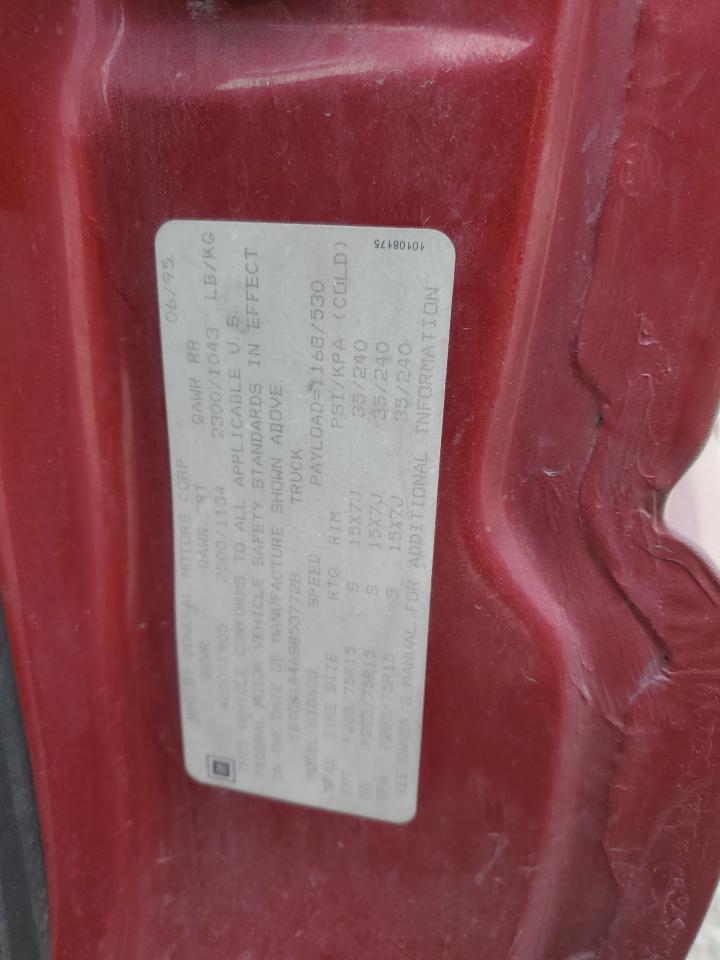 06/95
MFD BY GENERAL MOTORS CORP
GVWR GAWR FRT GAWR RR
4200/1905 2500/1134 2300/1043 LB/KG
THIS VEHICLE CONFORMS TO ALL APPLICABLE U.S.
FEDERAL MOTOR VEHICLE SAFETY STANDARDS IN EFFECT
ON THE DATE OF MANUFACTURE SHOWN ABOVE.
TRUCK
MODEL: S10603
SPEED PAYLOAD=1168/530
TIRE SIZE RTG RIM PSI/KPA (COLD)
FRT P205/75R15 S 15X7J 35/240
RR P205/75R15 S 15X7J 35/240
SPA P205/75R15 S 15X7J 35/240
SEE OWNER'S MANUAL FOR ADDITIONAL INFORMATION
10108175